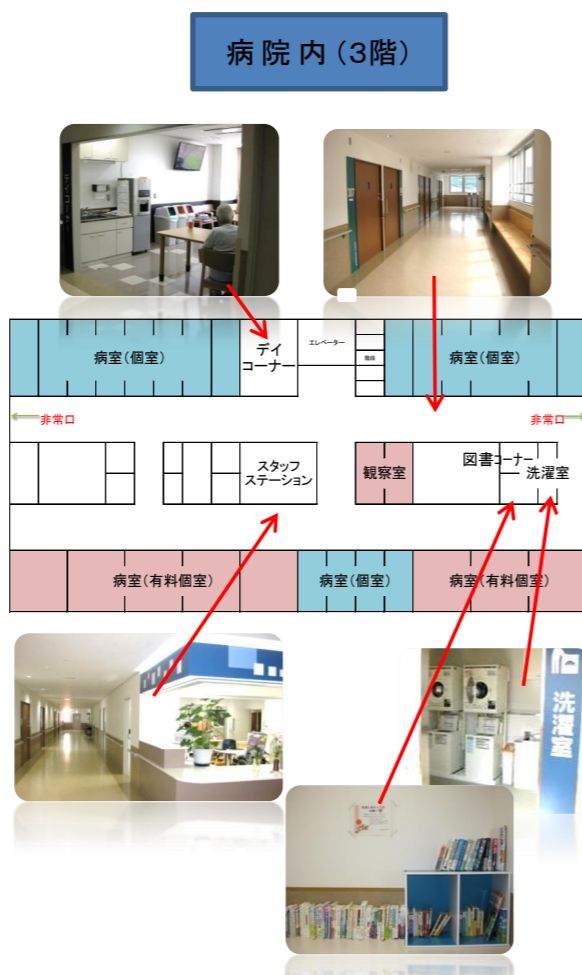 病院内（３階）
病室（個室）
デイ
コーナー
エレベーター
階段
病室（個室）
非常口
非常口
スタッフ
ステーション
観察室
図書コーナー
洗濯室
病室（有料個室）
病室（個室）
病室（有料個室）
洗濯室